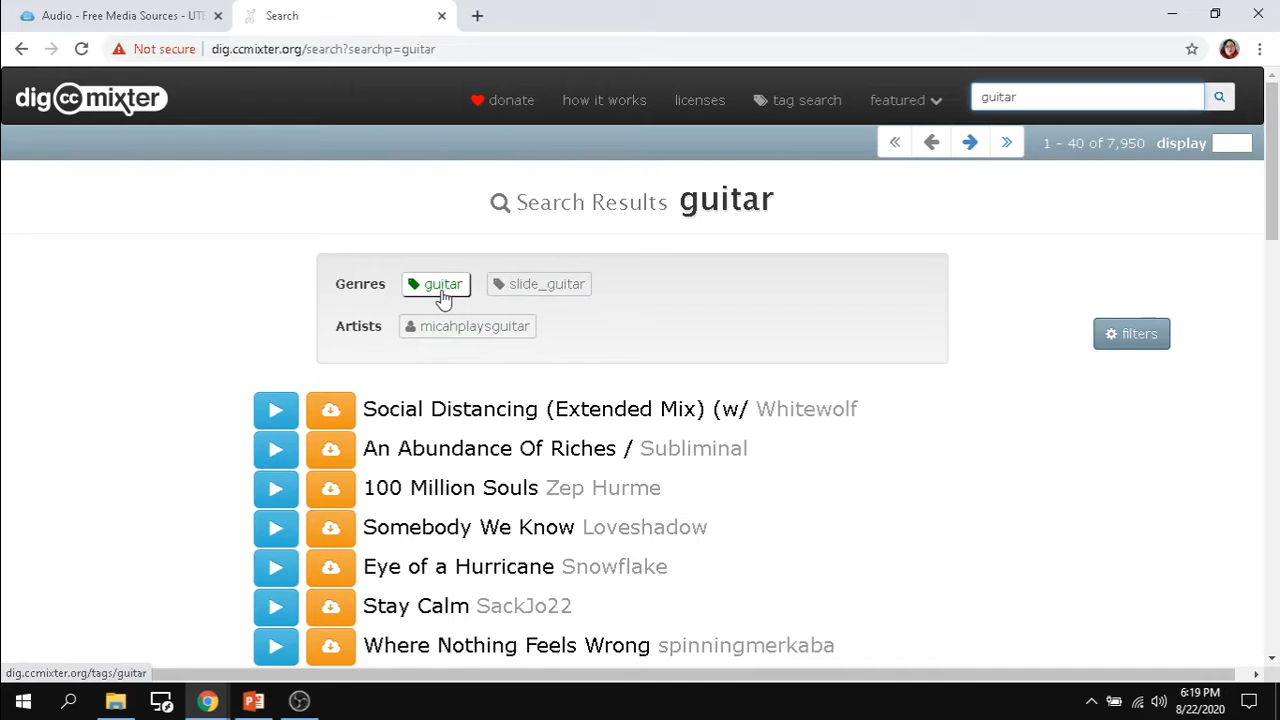 Audio - Free Media Sources - UTE
Search
Not secure
dig.ccmixter.org/search?searchp=guitar
dig cc mixter
donate
how it works
licenses
tag search
featured
guitar
1 - 40 of 7,950
display
Search Results guitar
Genres guitar slide_guitar
Artists micahplaysguitar
filters
Social Distancing (Extended Mix) (w/ Whitewolf
An Abundance Of Riches / Subliminal
100 Million Souls Zep Hurme
Somebody We Know Loveshadow
Eye of a Hurricane Snowflake
Stay Calm SackJo22
Where Nothing Feels Wrong spinningmerkaba
dig.ccmixter.org/tags/guitar
6:19 PM
8/22/2020